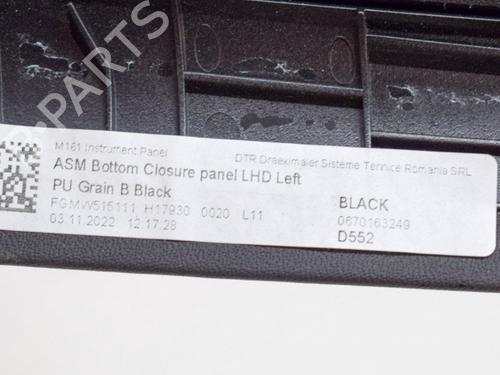 M161 Instrument Panel
DTR Draexlmaier Sisteme Tehnice Romania SRL
ASM Bottom Closure panel LHD Left
PU Grain B Black
BLACK
FGMW515111 H17930 0020 L11
0670163249
03.11.2022 12:17:28
D552
B-PARTS